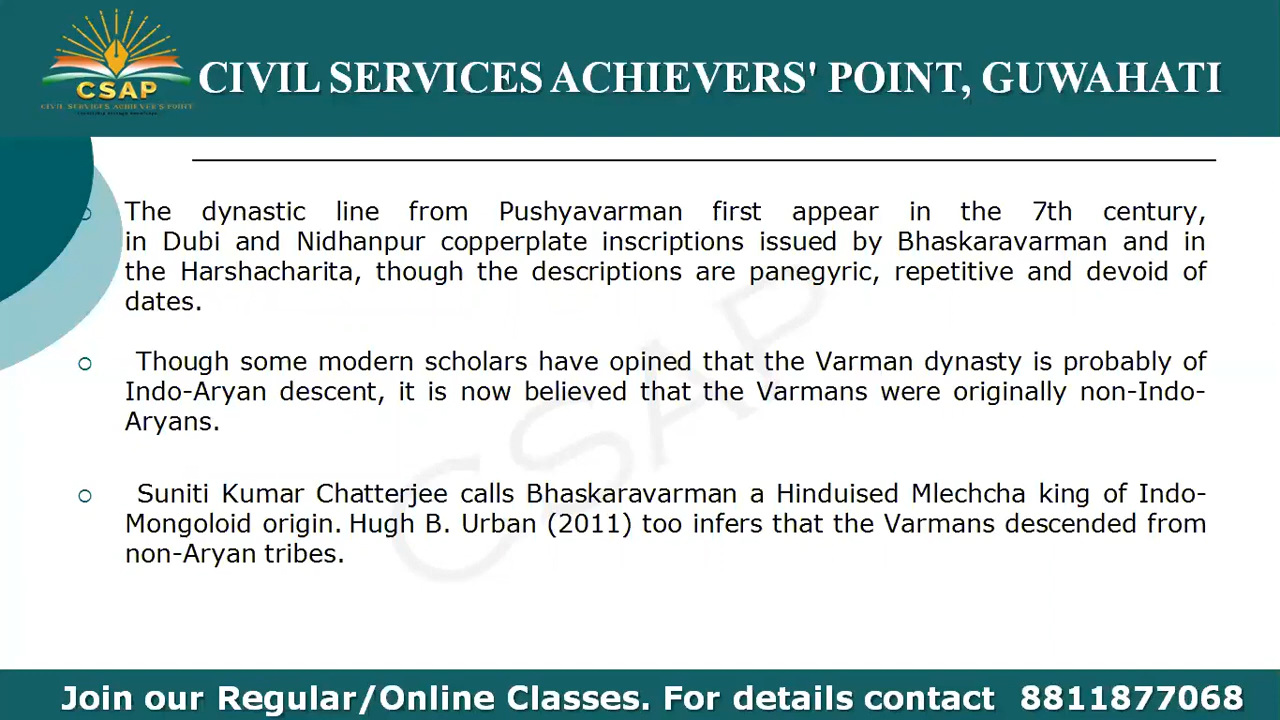 CSAP
CIVIL SERVICES ACHIEVER'S POINT
CIVIL SERVICES ACHIEVERS' POINT, GUWAHATI
The dynastic line from Pushyavarman first appear in the 7th century,
in Dubi and Nidhanpur copperplate inscriptions issued by Bhaskaravarman and in
the Harshacharita, though the descriptions are panegyric, repetitive and devoid of
dates.
Though some modern scholars have opined that the Varman dynasty is probably of
Indo-Aryan descent, it is now believed that the Varmans were originally non-Indo-
Aryans.
Suniti Kumar Chatterjee calls Bhaskaravarman a Hinduised Mlechcha king of Indo-
Mongoloid origin. Hugh B. Urban (2011) too infers that the Varmans descended from
non-Aryan tribes.
CSAP
Join our Regular/Online Classes. For details contact 8811877068